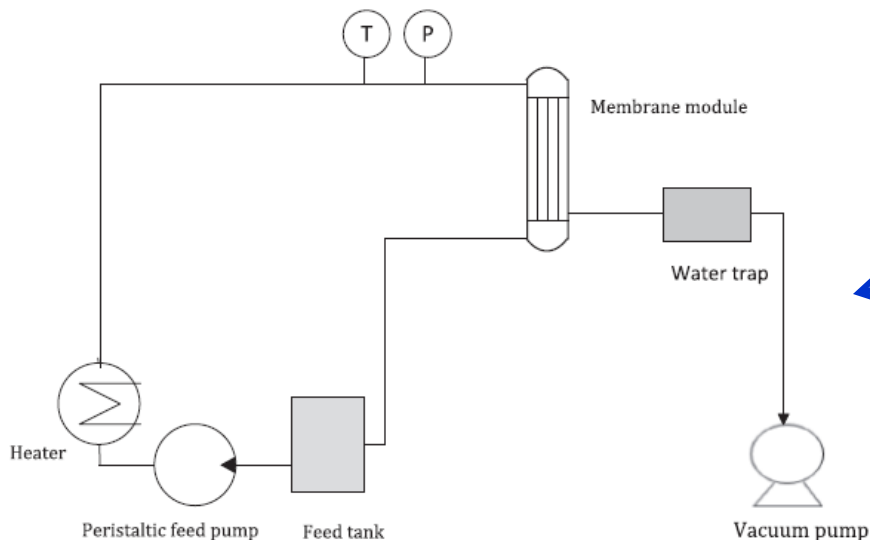 T
P
Membrane module
Water trap
Heater
Peristaltic feed pump
Feed tank
Vacuum pump